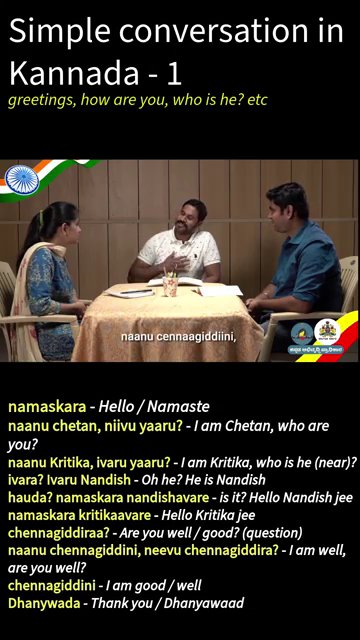 Simple conversation in
Kannada - 1
greetings, how are you, who is he? etc
naanu cennaagiddiini,
namaskara - Hello / Namaste
naanu chetan, niivu yaaru? - I am Chetan, who are
you?
naanu Kritika, ivaru yaaru? - I am Kritika, who is he (near)?
ivara? Ivaru Nandish - Oh he? He is Nandish
hauda? namaskara nandishavare - is it? Hello Nandish jee
namaskara kritikaavare - Hello Kritika jee
chennagiddiraa? - Are you well / good? (question)
naanu chennagiddini, neevu chennagiddira? - I am well,
are you well?
chennagiddini - I am good / well
Dhanywada - Thank you / Dhanyawaad